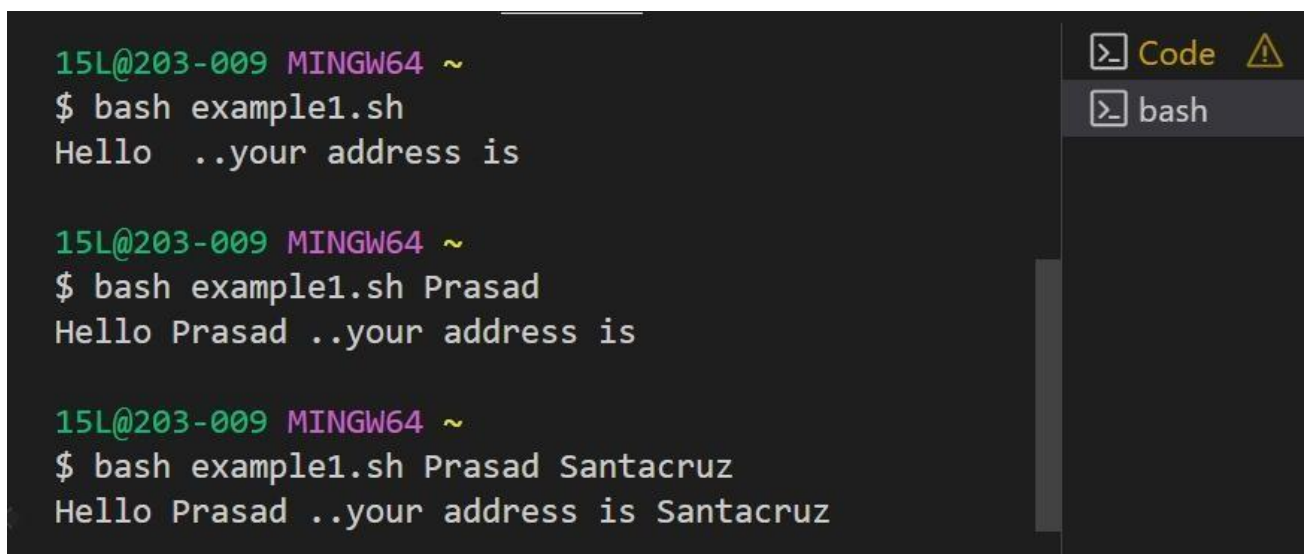 15L@203-009 MINGW64 ~
$ bash example1.sh
Hello  ..your address is
15L@203-009 MINGW64 ~
$ bash example1.sh Prasad
Hello Prasad ..your address is
15L@203-009 MINGW64 ~
$ bash example1.sh Prasad Santacruz
Hello Prasad ..your address is Santacruz
Code
bash